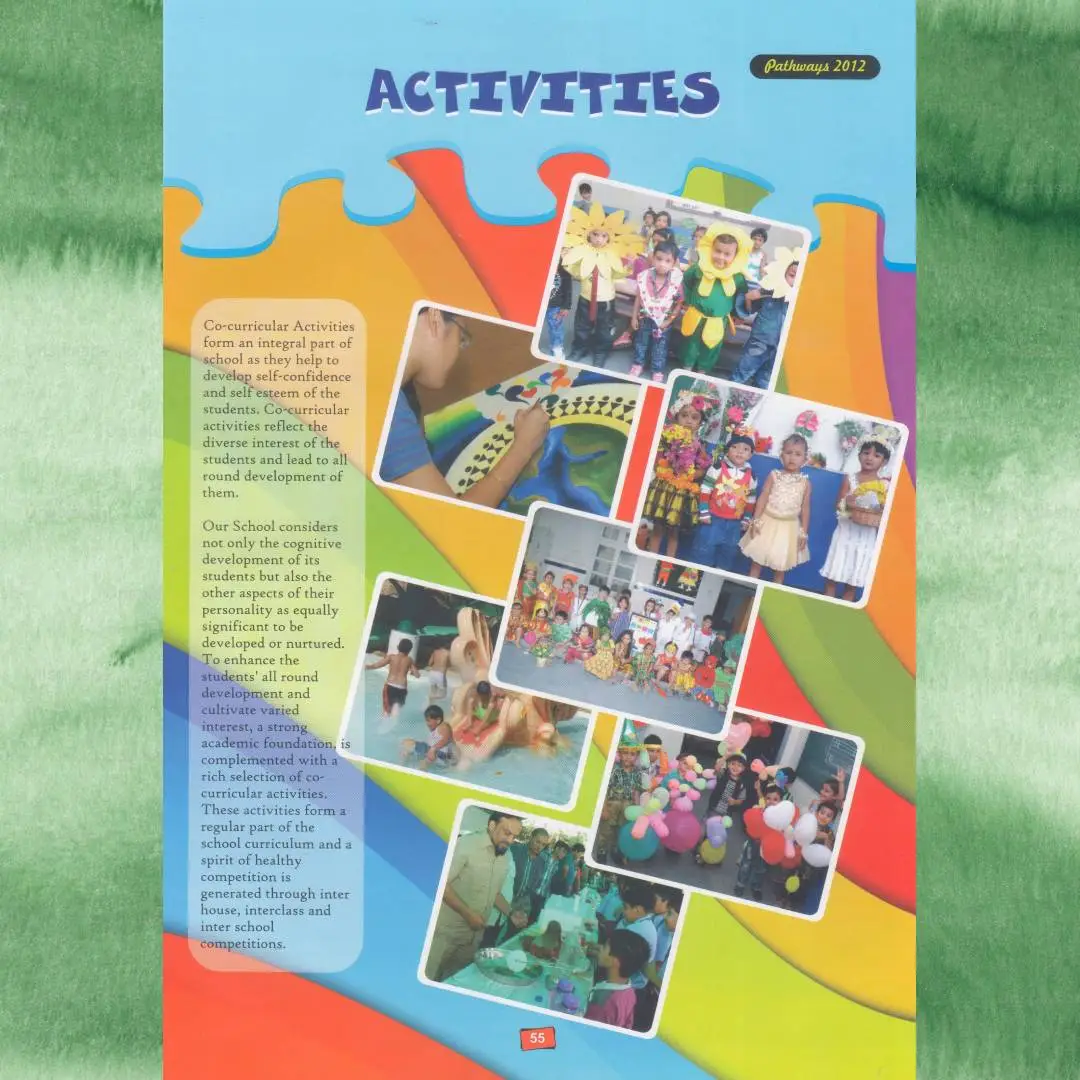 Pathways 2012
ACTIVITIES
Co-curricular Activities
form an integral part of
school as they help to
develop self-confidence
and self esteem of the
students. Co-curricular
activities reflect the
diverse interest of the
students and lead to all
round development of
them.
Our School considers
not only the cognitive
development of its
students but also the
other aspects of their
personality as equally
significant to be
developed or nurtured.
To enhance the
students' all round
development and
cultivate varied
interest, a strong
academic foundation, is
complemented with a
rich selection of co-
curricular activities.
These activities form a
regular part of the
school curriculum and a
spirit of healthy
competition is
generated through inter
house, interclass and
inter school
competitions.
55